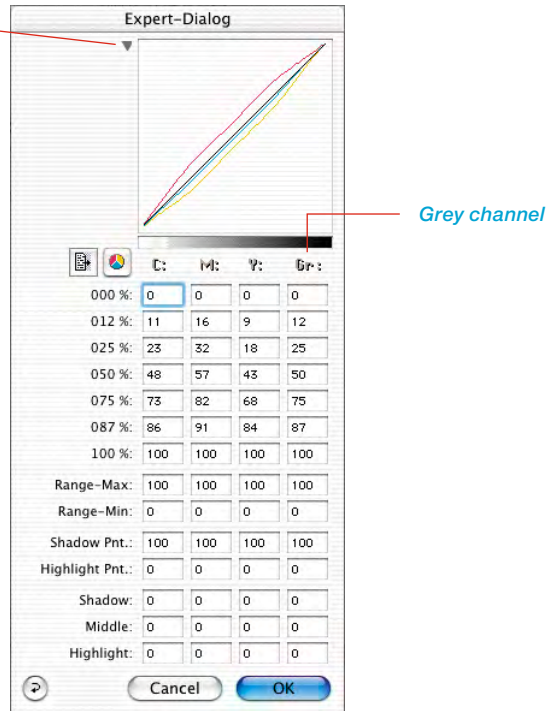 Expert-Dialog
Grey channel
C: M: Y: Gr:
000 %: 0 0 0 0
012 %: 11 16 9 12
025 %: 23 32 18 25
050 %: 48 57 43 50
075 %: 73 82 68 75
087 %: 86 91 84 87
100 %: 100 100 100 100
Range-Max: 100 100 100 100
Range-Min: 0 0 0 0
Shadow Pnt.: 100 100 100 100
Highlight Pnt.: 0 0 0 0
Shadow: 0 0 0 0
Middle: 0 0 0 0
Highlight: 0 0 0 0
Cancel OK